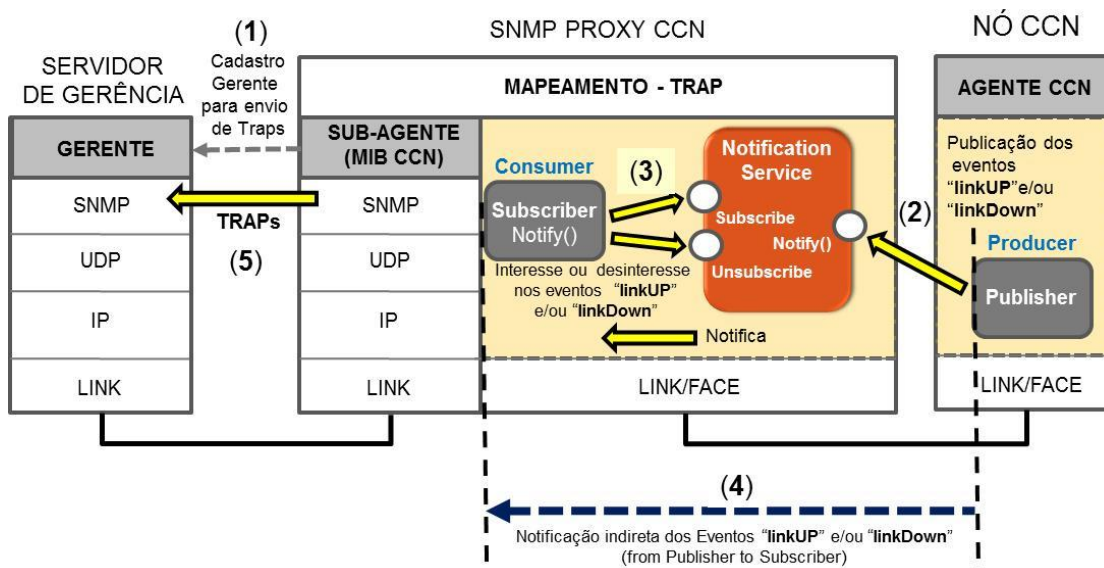 SERVIDOR
DE GERÊNCIA
GERENTE
SNMP
UDP
IP
LINK
(1)
Cadastro
Gerente
para envio
de Traps
TRAPs
(5)
SNMP PROXY CCN
MAPEAMENTO - TRAP
SUB-AGENTE
(MIB CCN)
SNMP
UDP
IP
LINK
Consumer
Subscriber
Notify()
(3)
Notification
Service
Subscribe
Notify()
Unsubscribe
Interesse ou desinteresse
nos eventos “linkUP”
e/ou “linkDown”
Notifica
LINK/FACE
(2)
NÓ CCN
AGENTE CCN
Publicação dos
eventos
“linkUP”e/ou
“linkDown”
Producer
Publisher
LINK/FACE
(4)
Notificação indireta dos Eventos “linkUP” e/ou “linkDown”
(from Publisher to Subscriber)